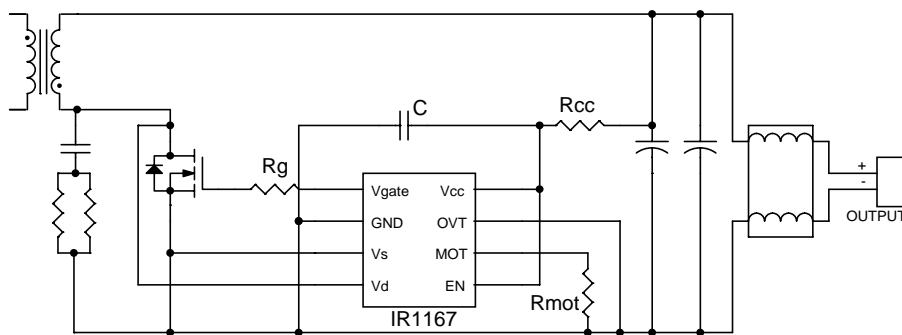 C
Rcc
Rg
Vgate
Vcc
GND
OVT
Vs
MOT
Vd
EN
Rmot
IR1167
+
-
OUTPUT